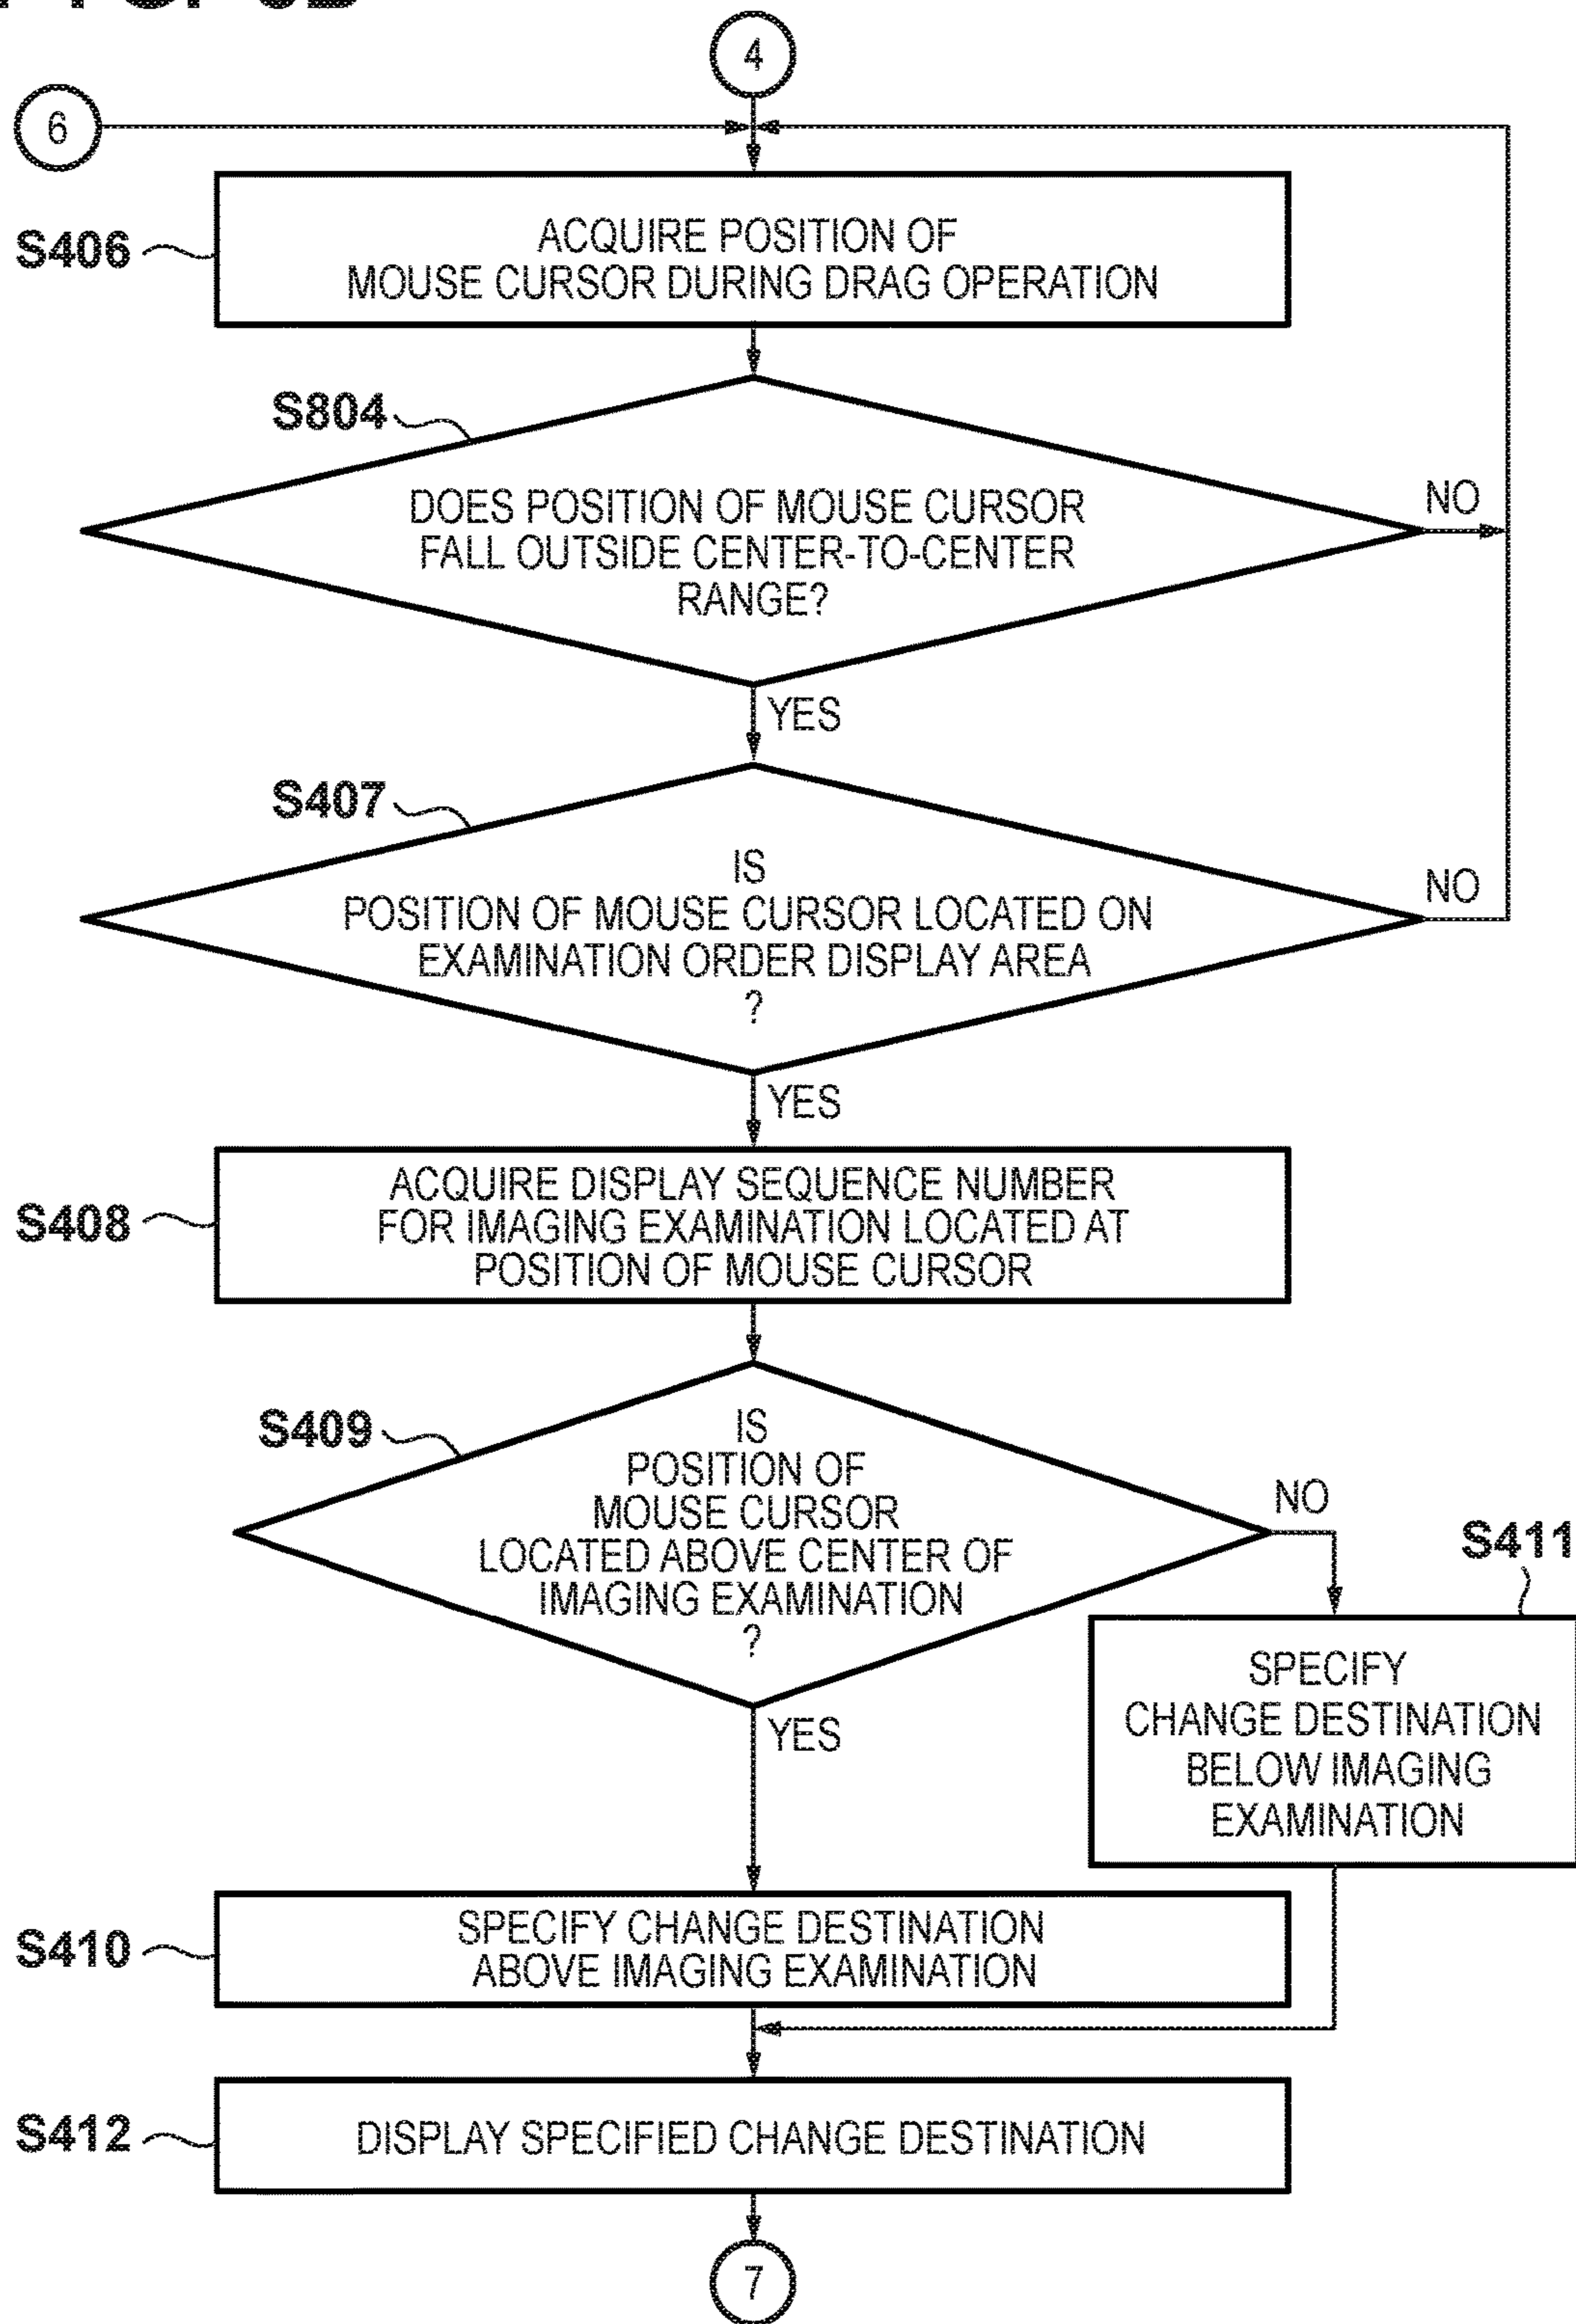 4
6
S406
ACQUIRE POSITION OF
MOUSE CURSOR DURING DRAG OPERATION
S804
DOES POSITION OF MOUSE CURSOR
FALL OUTSIDE CENTER-TO-CENTER
RANGE?
NO
YES
S407
IS
POSITION OF MOUSE CURSOR LOCATED ON
EXAMINATION ORDER DISPLAY AREA
?
NO
YES
S408
ACQUIRE DISPLAY SEQUENCE NUMBER
FOR IMAGING EXAMINATION LOCATED AT
POSITION OF MOUSE CURSOR
S409
IS
POSITION OF
MOUSE CURSOR
LOCATED ABOVE CENTER OF
IMAGING EXAMINATION
?
NO
YES
S411
SPECIFY
CHANGE DESTINATION
BELOW IMAGING
EXAMINATION
S410
SPECIFY CHANGE DESTINATION
ABOVE IMAGING EXAMINATION
S412
DISPLAY SPECIFIED CHANGE DESTINATION
7